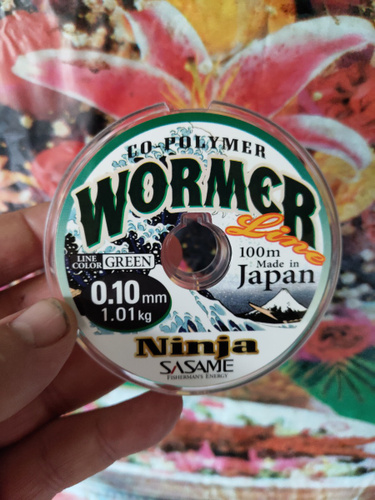 CO-POLYMER
WORMER
Line
LINE
COLOR
GREEN
100m
Made in
Japan
0.10mm
1.01kg
Ninja
SASAME
FISHERMAN'S ENERGY